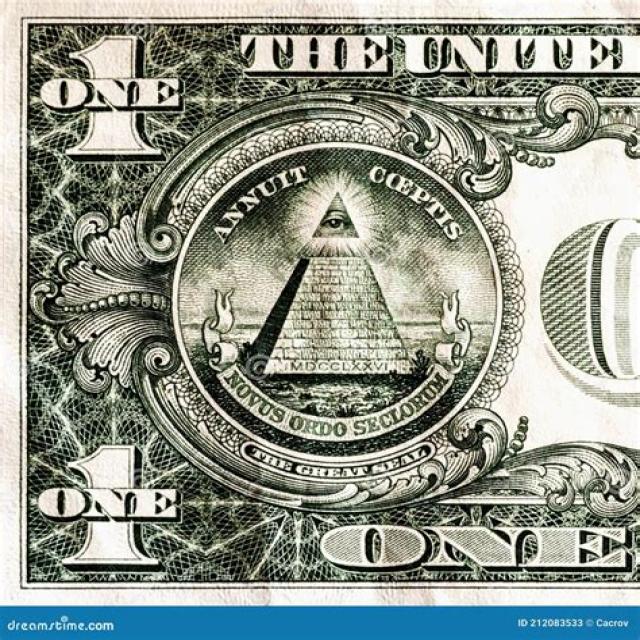 1
ONE
THE UNITE
ANNUIT CŒPTIS
MDCCLXXVI
NOVUS ORDO SECLORUM
THE GREAT SEAL
1
ONE
ONE
dreamstime.com
ID 212083533 © Cacrov